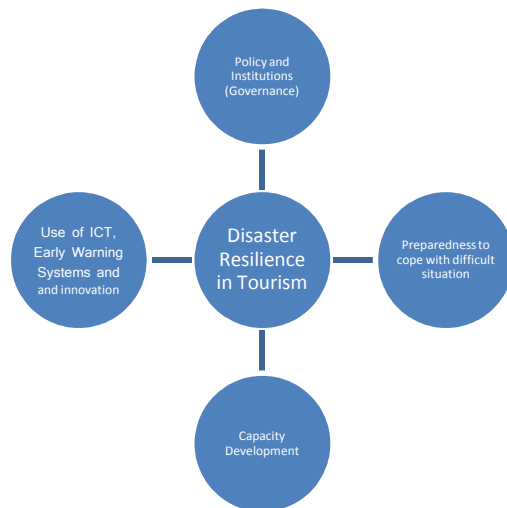 Policy and
Institutions
(Governance)
Use of ICT,
Early Warning
Systems and
and innovation
Disaster
Resilience
in Tourism
Preparedness to
cope with difficult
situation
Capacity
Development